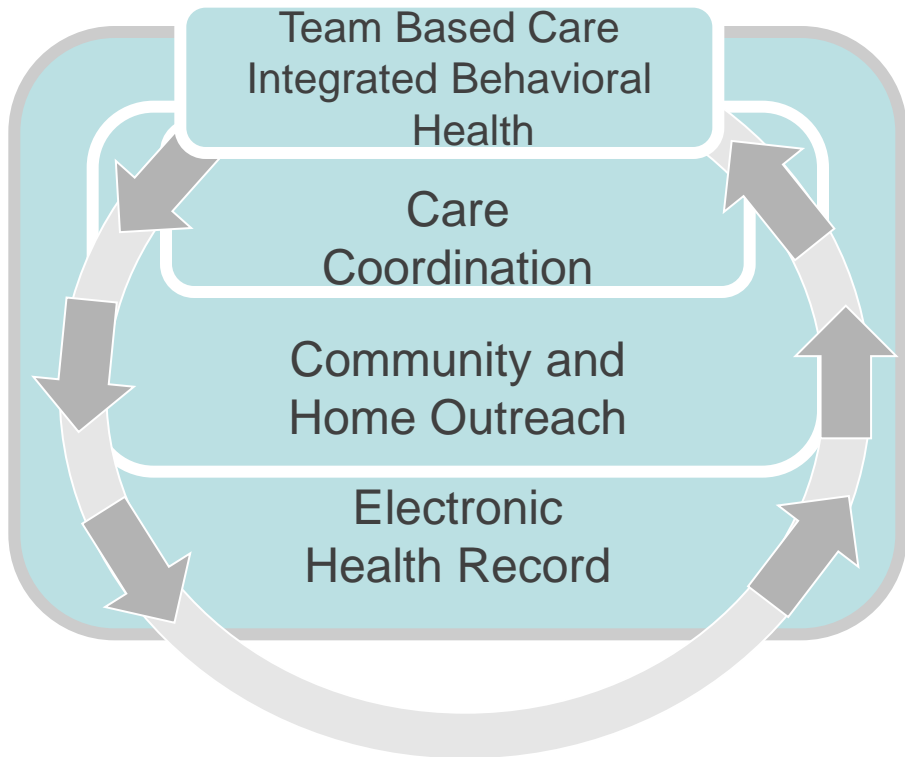 Team Based Care
Integrated Behavioral
Health
Care
Coordination
Community and
Home Outreach
Electronic
Health Record